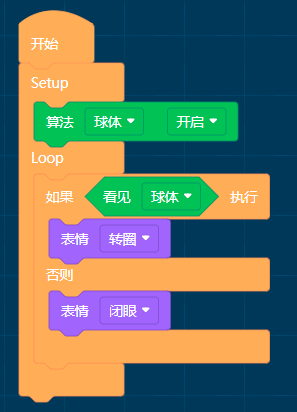 开始
Setup
算法 球体 开启
Loop
如果 看见 球体 执行
表情 转圈
否则
表情 闭眼